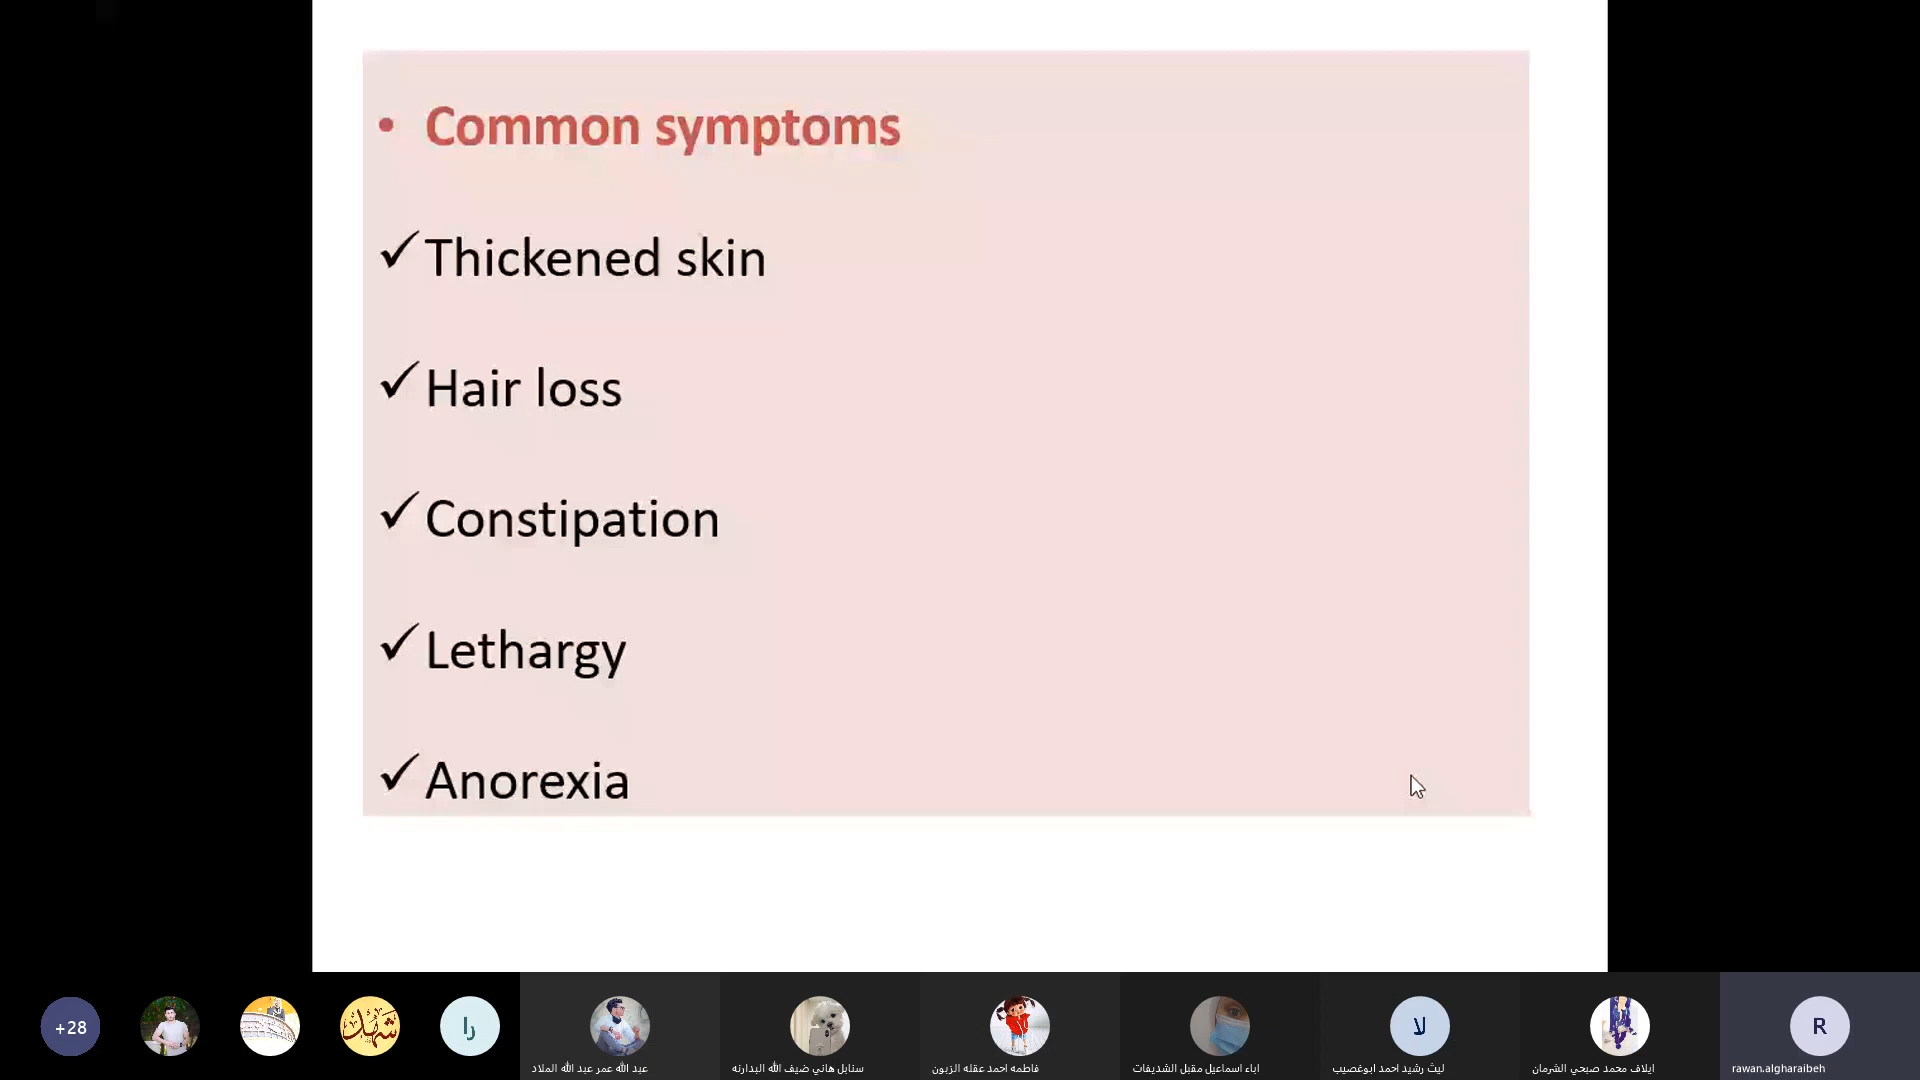 • Common symptoms
✓ Thickened skin
✓ Hair loss
✓ Constipation
✓ Lethargy
✓ Anorexia
+28
شهد
را
لا
R
عبد الله عمر عبد الله الملاد
سنابل هاني ضيف الله البدارنه
فاطمه احمد عقله الزبون
اباء اسماعيل مقبل الشديفات
ليث رشيد احمد ابوغصيب
ايلاف محمد صبحي الشرمان
rawan.algharaibeh